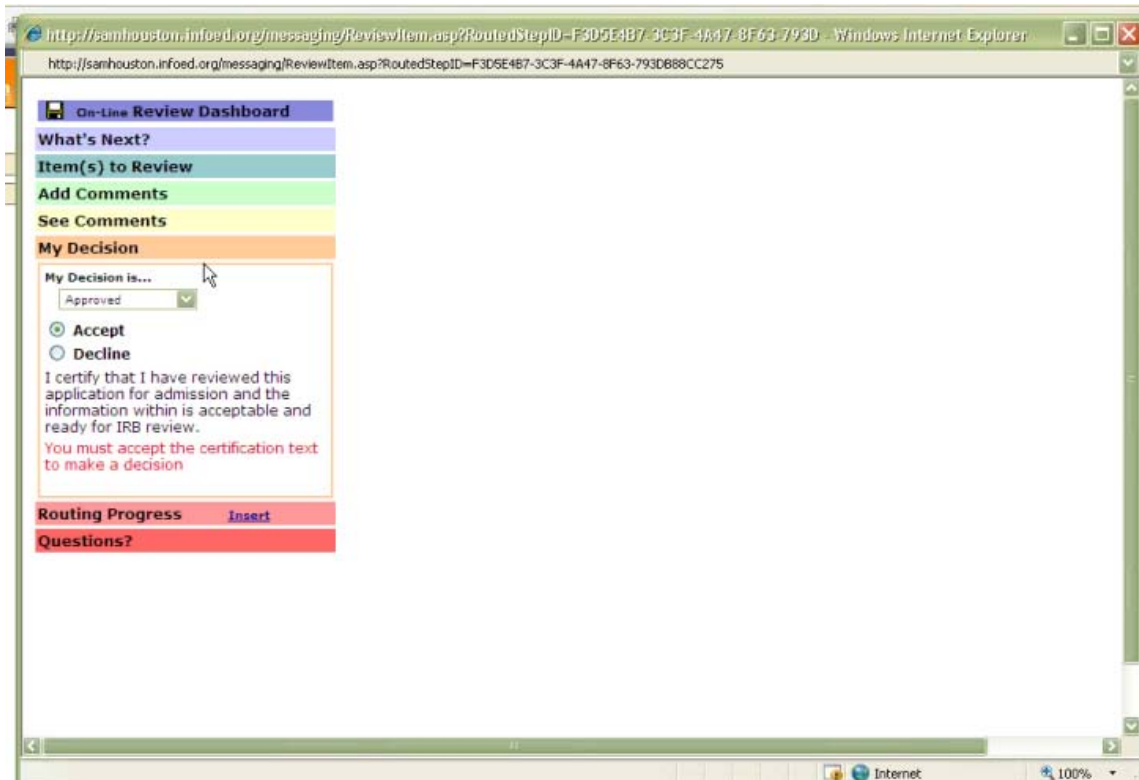 http://samhouston.infoed.org/messaging/ReviewItem.asp?RoutedStepID=F3D5E4B7-3C3F-4A47-8F63-793D - Windows Internet Explorer
http://samhouston.infoed.org/messaging/ReviewItem.asp?RoutedStepID=F3D5E4B7-3C3F-4A47-8F63-793DB88CC275
On-Line Review Dashboard
What's Next?
Item(s) to Review
Add Comments
See Comments
My Decision
My Decision is...
Approved
Accept
Decline
I certify that I have reviewed this
application for admission and the
information within is acceptable and
ready for IRB review.
You must accept the certification text
to make a decision
Routing Progress Insert
Questions?
Internet 100%